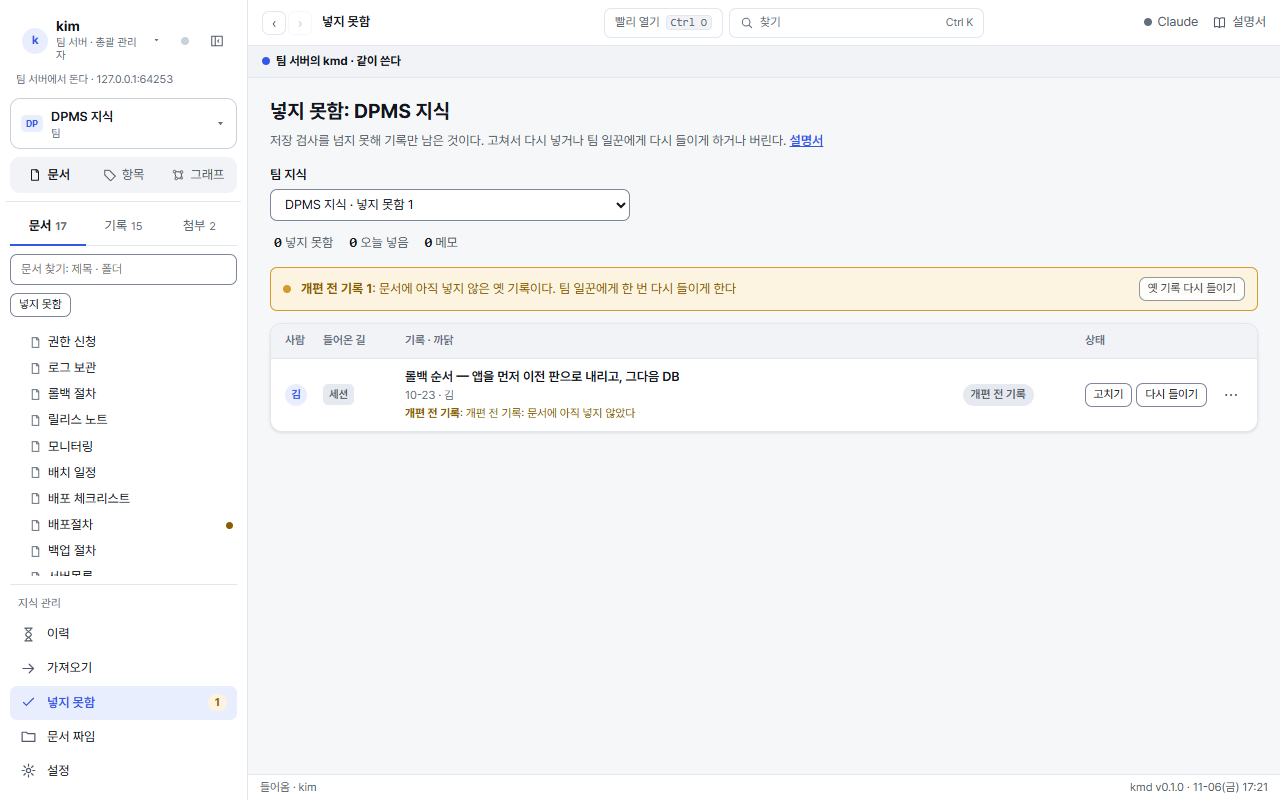 k
kim
팀 서버 · 총괄 관리
자
팀 서버에서 돈다 · 127.0.0.1:64253
DP
DPMS 지식
팀
문서
항목
그래프
문서 17
기록 15
첨부 2
문서 찾기: 제목 · 폴더
넣지 못함
권한 신청
로그 보관
롤백 절차
릴리스 노트
모니터링
배치 일정
배포 체크리스트
배포절차
백업 절차
서버목록
지식 관리
이력
가져오기
넣지 못함 1
문서 짜임
설정
‹ › 넣지 못함
빨리 열기 Ctrl O
찾기 Ctrl K
Claude
설명서
팀 서버의 kmd · 같이 쓴다
넣지 못함: DPMS 지식
저장 검사를 넘지 못해 기록만 남은 것이다. 고쳐서 다시 넣거나 팀 일꾼에게 다시 들이게 하거나 버린다. 설명서
팀 지식
DPMS 지식 · 넣지 못함 1
0 넣지 못함 0 오늘 넣음 0 메모
개편 전 기록 1: 문서에 아직 넣지 않은 옛 기록이다. 팀 일꾼에게 한 번 다시 들이게 한다
옛 기록 다시 들이기
사람 들어온 길 기록 · 까닭 상태
김 세션
롤백 순서 — 앱을 먼저 이전 판으로 내리고, 그다음 DB
10-23 · 김
개편 전 기록: 개편 전 기록: 문서에 아직 넣지 않았다
개편 전 기록
고치기 다시 들이기 ···
들어옴 · kim
kmd v0.1.0 · 11-06(금) 17:21